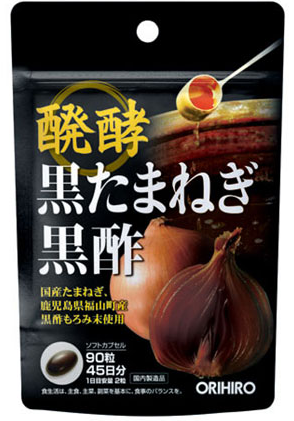 醗酵
黒たまねぎ
黒酢
国産たまねぎ、
鹿児島県福山町産
黒酢もろみ末使用
ソフトカプセル
90粒
45日分
1日目安量 2粒
国内製造品
食生活は、主食、主菜、副菜を基本に、食事のバランスを。
ORIHIRO